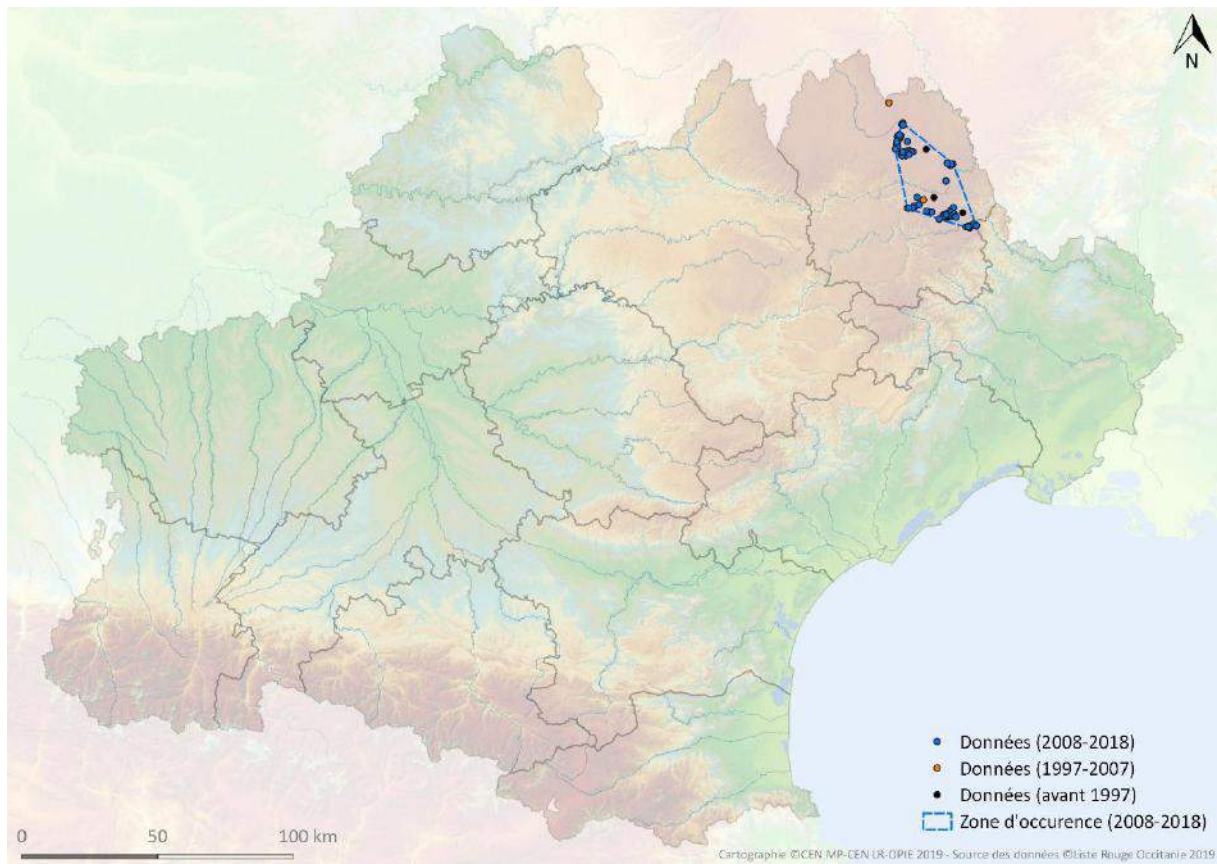 N
Données (2008-2018)
Données (1997-2007)
Données (avant 1997)
Zone d'occurence (2008-2018)
0 50 100 km
Cartographie ©CEN MP-CEN LR-OPIE 2019 - Source des données ©Liste Rouge Occitanie 2019